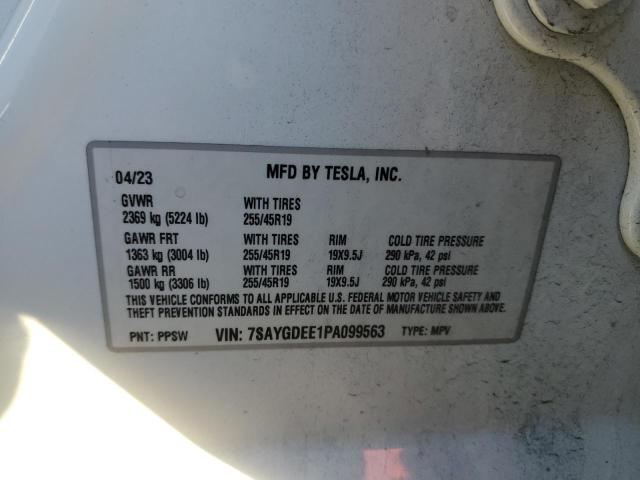 04/23 MFD BY TESLA, INC.
GVWR WITH TIRES
2369 kg (5224 lb) 255/45R19
GAWR FRT WITH TIRES RIM COLD TIRE PRESSURE
1363 kg (3004 lb) 255/45R19 19X9.5J 290 kPa, 42 psi
GAWR RR WITH TIRES RIM COLD TIRE PRESSURE
1500 kg (3306 lb) 255/45R19 19X9.5J 290 kPa, 42 psi
THIS VEHICLE CONFORMS TO ALL APPLICABLE U.S. FEDERAL MOTOR VEHICLE SAFETY AND
THEFT PREVENTION STANDARDS IN EFFECT ON THE DATE OF MANUFACTURE SHOWN ABOVE.
PNT: PPSW VIN: 7SAYGDEE1PA099563 TYPE: MPV